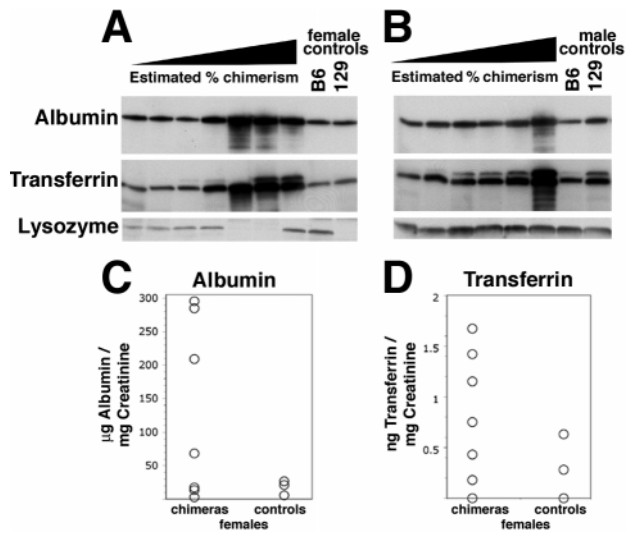 A
female
controls
Estimated % chimerism
B6
129
B
male
controls
Estimated % chimerism
B6
129
Albumin
Transferrin
Lysozyme
C
Albumin
300
250
200
150
100
50
µg Albumin /
mg Creatinine
chimeras
controls
females
D
Transferrin
2
1.5
1
0.5
0
ng Transferrin /
mg Creatinine
chimeras
controls
females